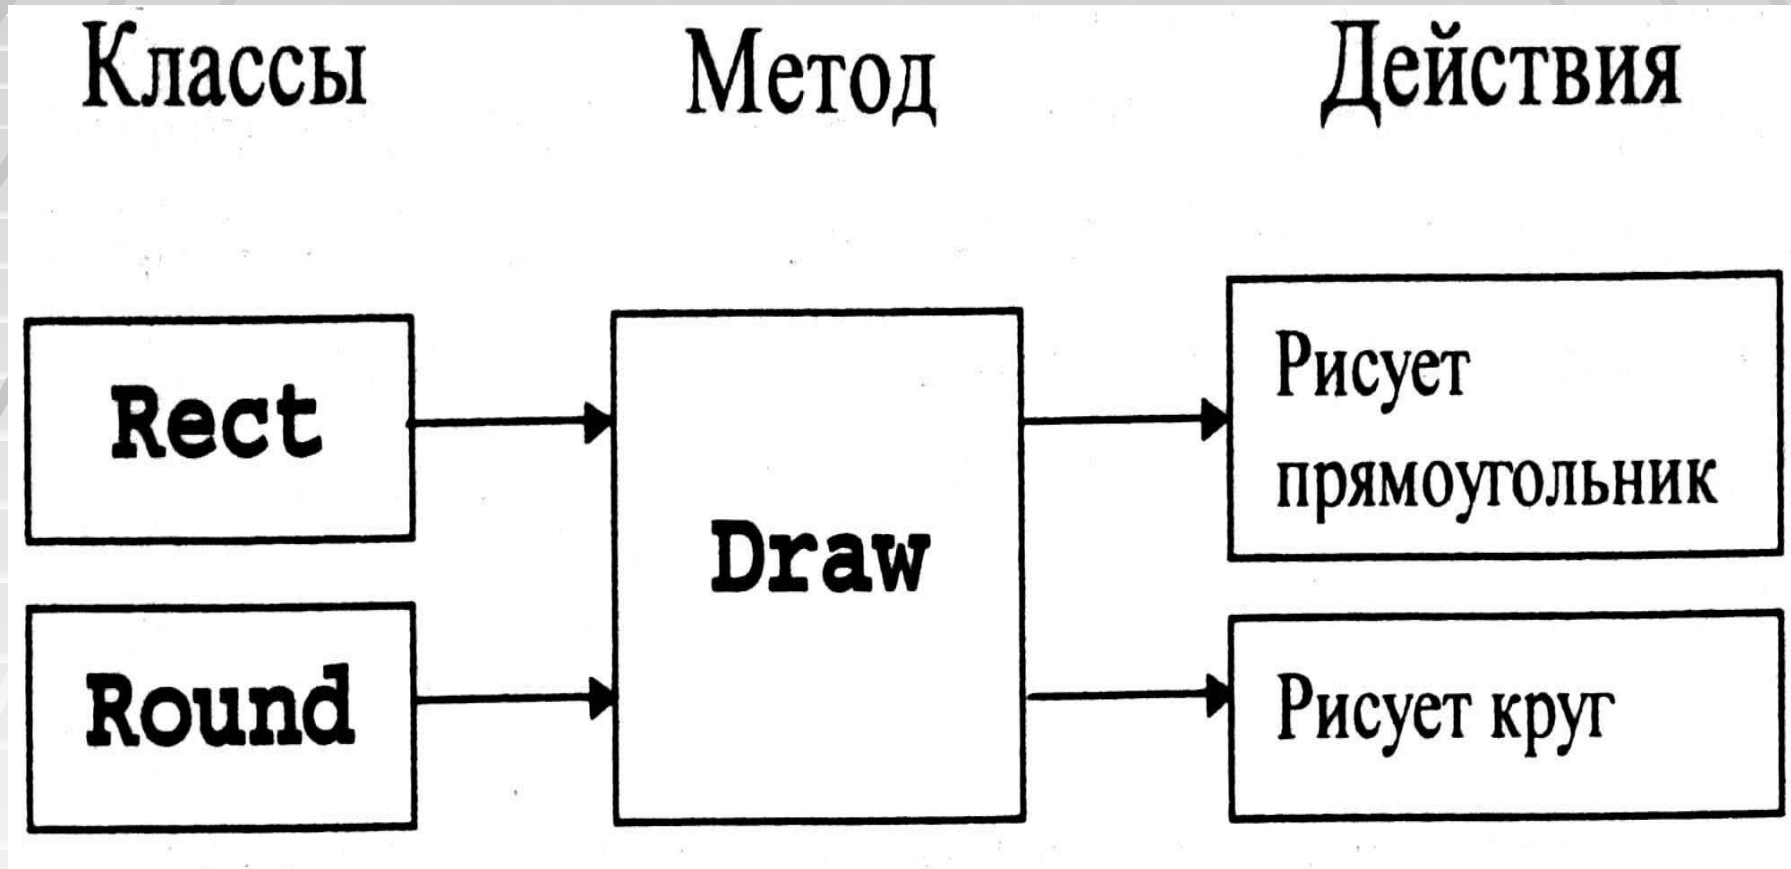 Классы
Метод
Действия
Rect
Round
Draw
Рисует
прямоугольник
Рисует круг